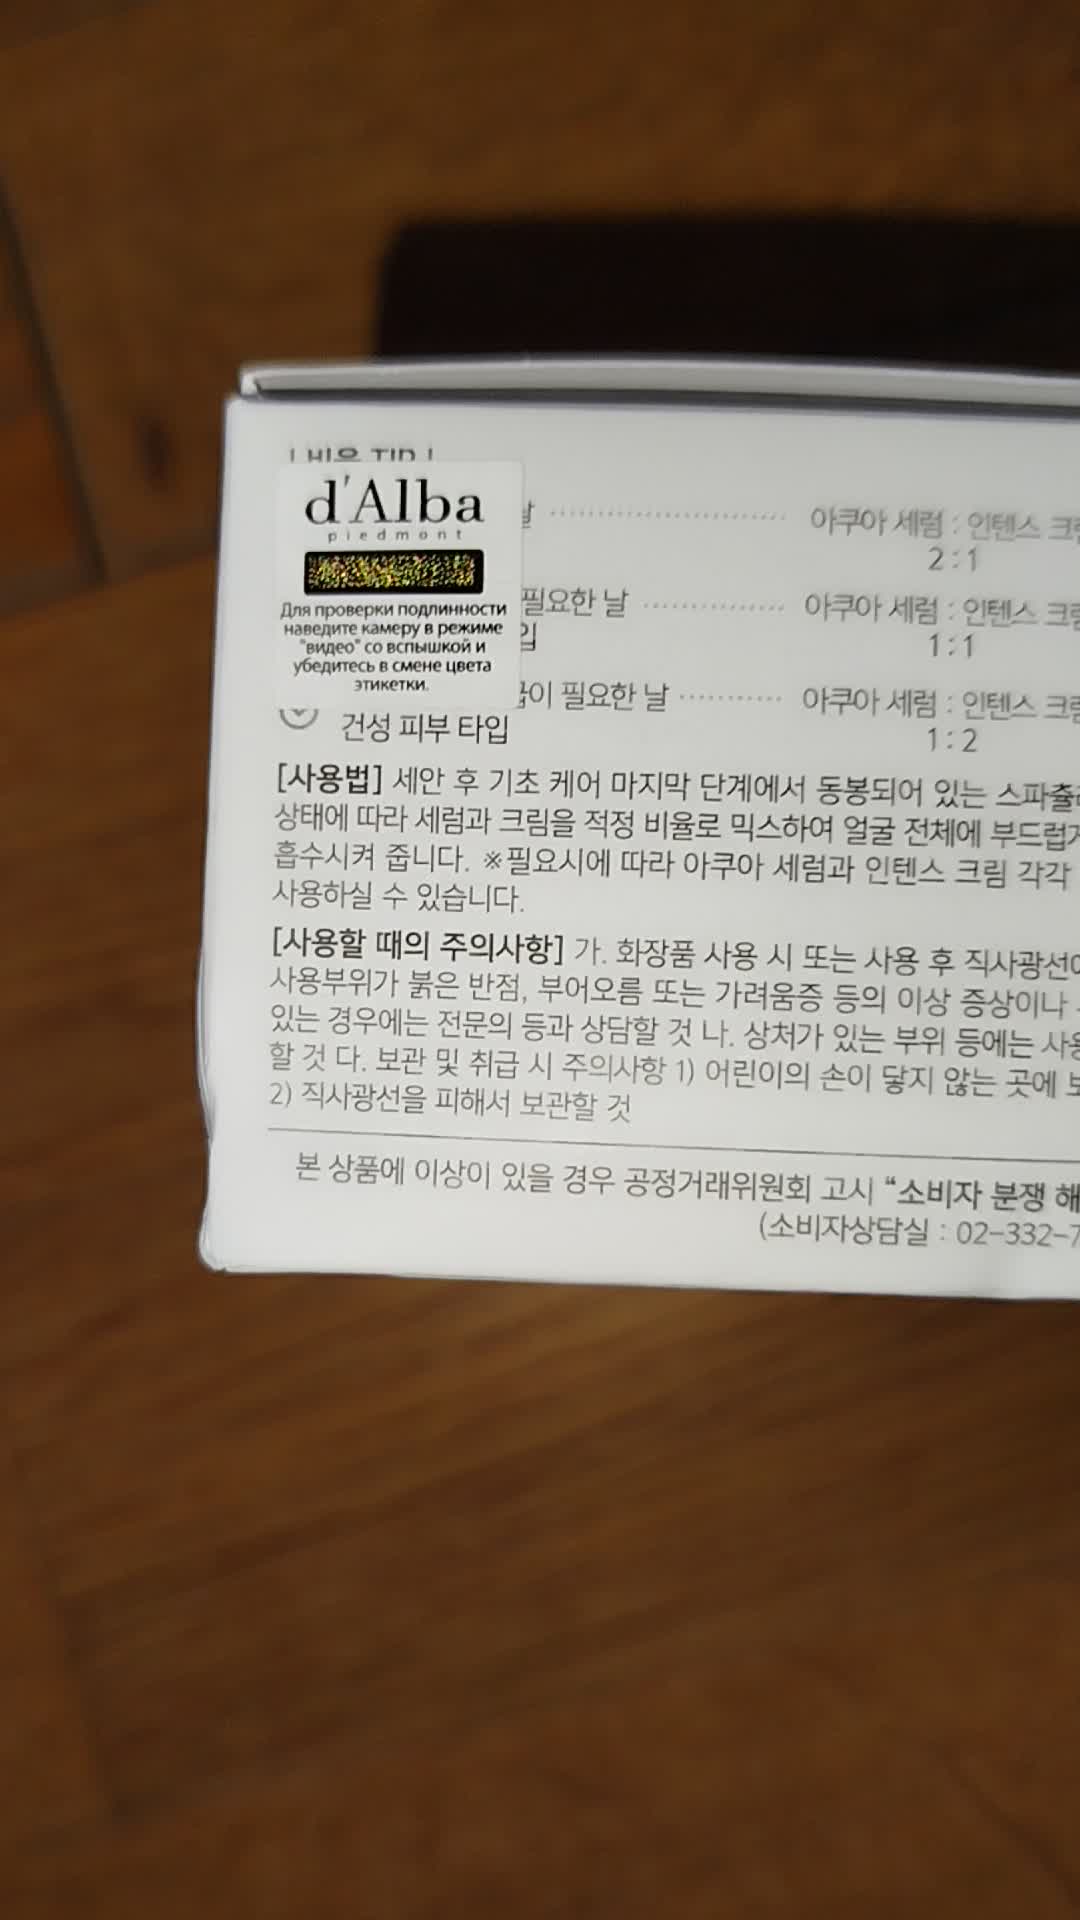 | 비율 TIP |
d'Alba
piedmont
Для проверки подлинности
наведите камеру в режиме
"видео" со вспышкой и
убедитесь в смене цвета
этикетки.
날 아쿠아 세럼 : 인텐스
2 : 1
필요한 날 아쿠아 세럼 : 인텐스
입 1 : 1
이 필요한 날 아쿠아 세럼 : 인텐스
건성 피부 타입 1 : 2
[사용법] 세안 후 기초 케어 마지막 단계에서 동봉되어 있는
상태에 따라 세럼과 크림을 적정 비율로 믹스하여 얼굴 전체에
흡수시켜 줍니다. ※필요시에 따라 아쿠아 세럼과 인텐스 크림 각각
사용하실 수 있습니다.
[사용할 때의 주의사항] 가. 화장품 사용 시 또는 사용 후
사용부위가 붉은 반점, 부어오름 또는 가려움증 등의 이상 증상이나
있는 경우에는 전문의 등과 상담할 것 나. 상처가 있는 부위 등에는
할 것 다. 보관 및 취급 시 주의사항 1) 어린이의 손이 닿지 않는 곳에
2) 직사광선을 피해서 보관할 것
본 상품에 이상이 있을 경우 공정거래위원회 고시 “소비자 분쟁
(소비자상담실 : 02-332-7